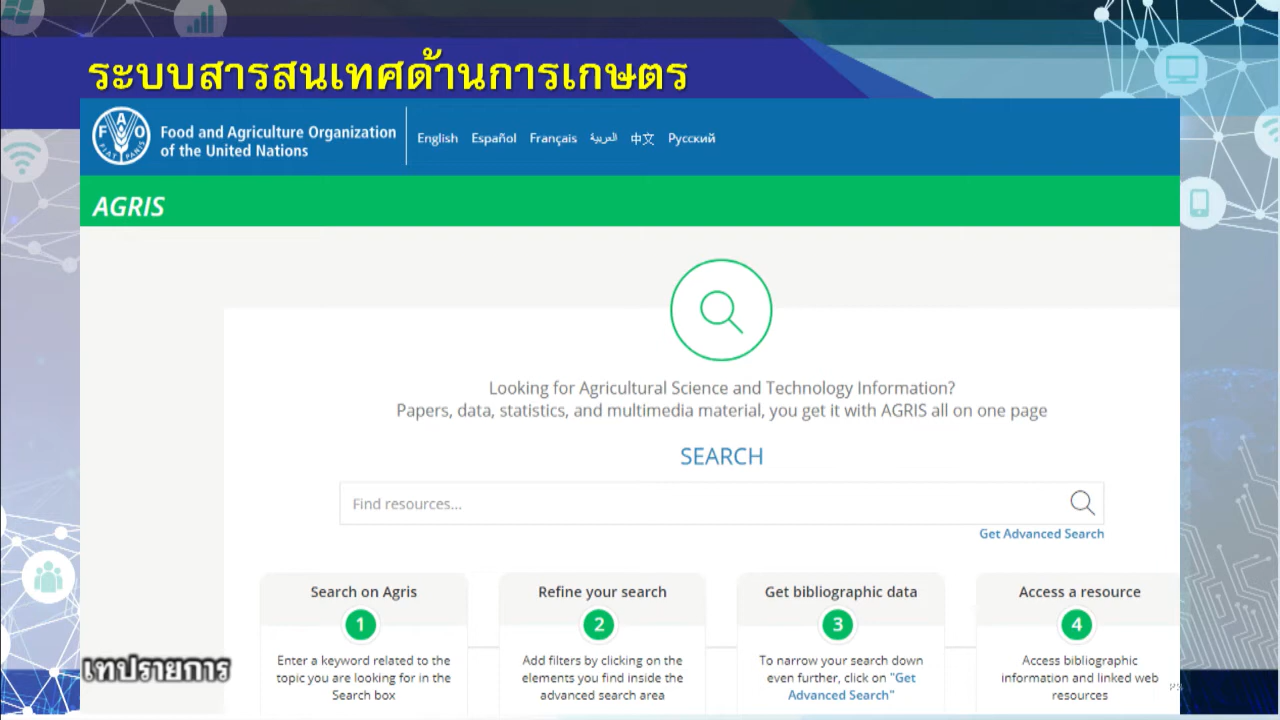 ระบบสารสนเทศด้านการเกษตร
Food and Agriculture Organization
of the United Nations
English Español Français العربية 中文 Русский
FAO
FIAT PANIS
AGRIS
Looking for Agricultural Science and Technology Information?
Papers, data, statistics, and multimedia material, you get it with AGRIS all on one page
SEARCH
Find resources...
Get Advanced Search
Search on Agris
1
Enter a keyword related to the
topic you are looking for in the
Search box
Refine your search
2
Add filters by clicking on the
elements you find inside the
advanced search area
Get bibliographic data
3
To narrow your search down
even further, click on "Get
Advanced Search"
Access a resource
4
Access bibliographic
information and linked web
resources
เทปรายการ